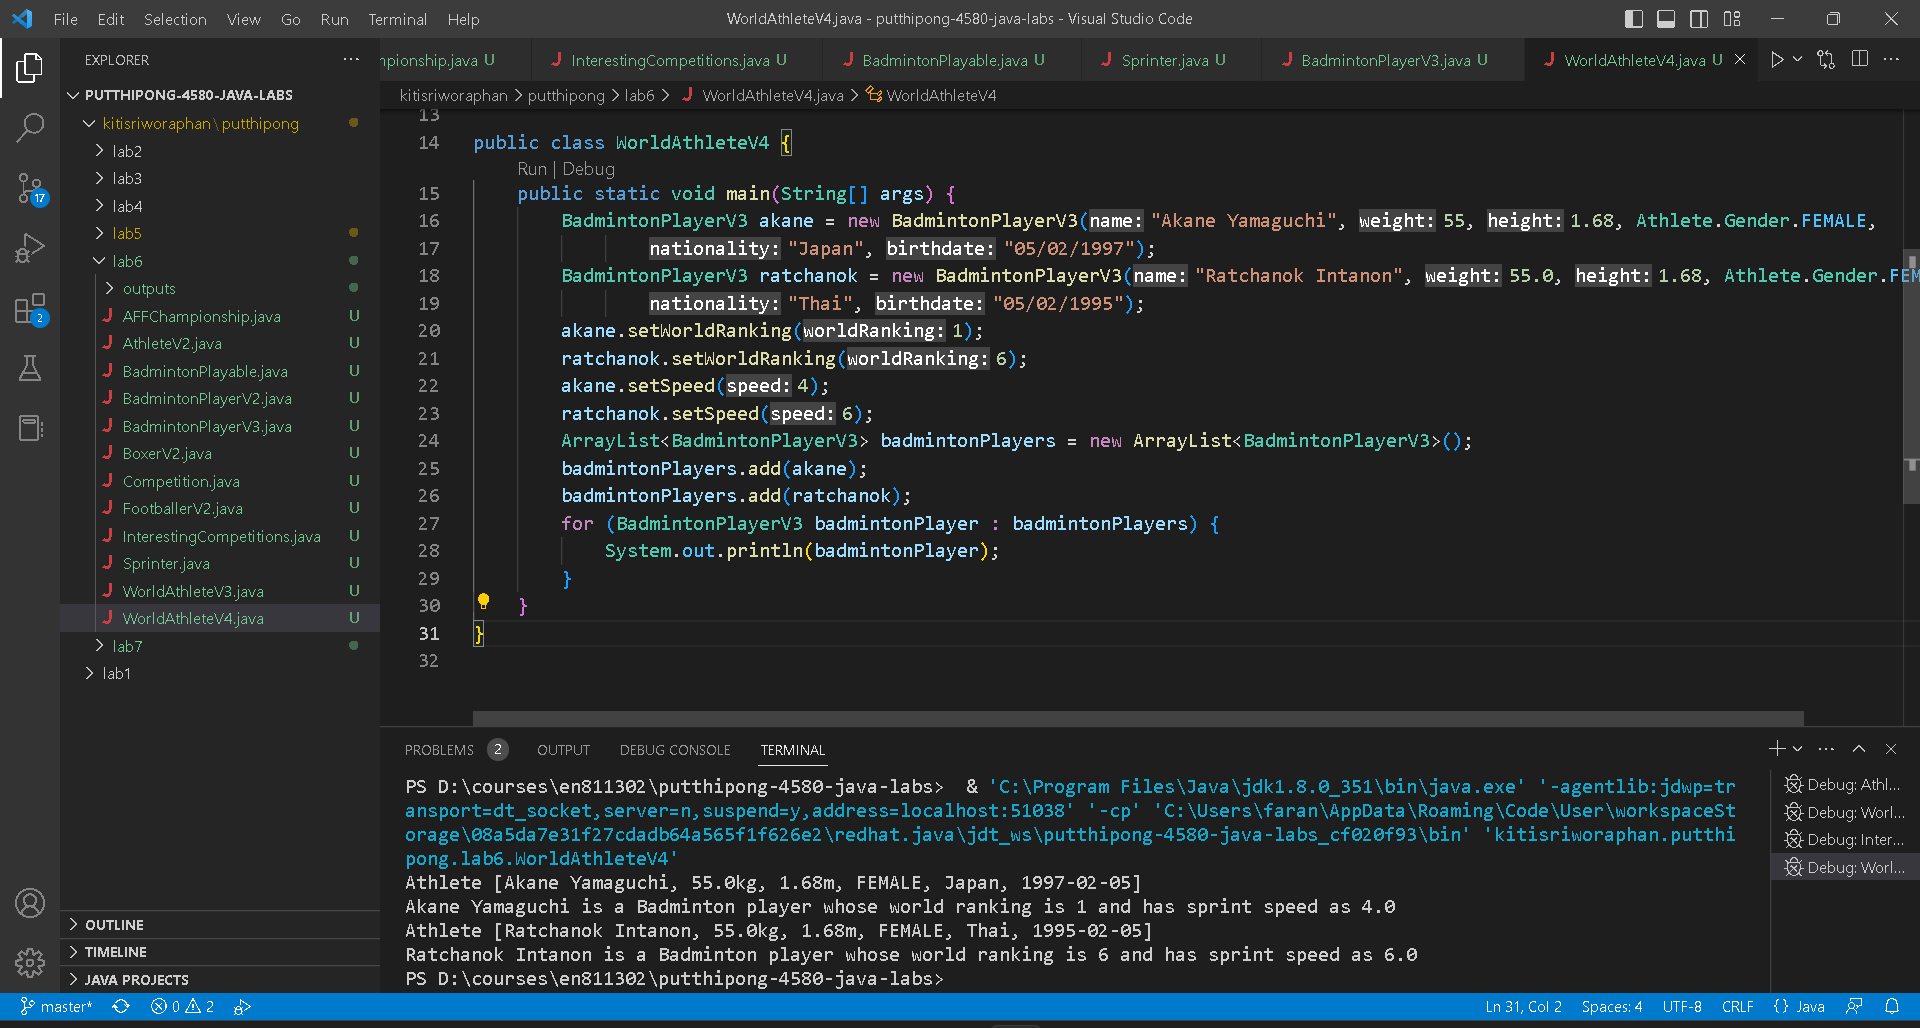 File Edit Selection View Go Run Terminal Help
WorldAthleteV4.java - putthipong-4580-java-labs - Visual Studio Code
EXPLORER
PUTTHIPONG-4580-JAVA-LABS
kitisriworaphan\putthipong
lab2
lab3
lab4
lab5
lab6
outputs
AFFChampionship.java U
AthleteV2.java U
BadmintonPlayable.java U
BadmintonPlayerV2.java U
BadmintonPlayerV3.java U
BoxerV2.java U
Competition.java U
FootballerV2.java U
InterestingCompetitions.java U
Sprinter.java U
WorldAthleteV3.java U
WorldAthleteV4.java U
lab7
lab1
OUTLINE
TIMELINE
JAVA PROJECTS
17
2
npionship.java U InterestingCompetitions.java U BadmintonPlayable.java U Sprinter.java U BadmintonPlayerV3.java U WorldAthleteV4.java U
kitisriworaphan > putthipong > lab6 > WorldAthleteV4.java > WorldAthleteV4
13
14 public class WorldAthleteV4 {
Run | Debug
15 public static void main(String[] args) {
16 BadmintonPlayerV3 akane = new BadmintonPlayerV3(name: "Akane Yamaguchi", weight: 55, height: 1.68, Athlete.Gender.FEMALE,
17 nationality: "Japan", birthdate: "05/02/1997");
18 BadmintonPlayerV3 ratchanok = new BadmintonPlayerV3(name: "Ratchanok Intanon", weight: 55.0, height: 1.68, Athlete.Gender.FEM
19 nationality: "Thai", birthdate: "05/02/1995");
20 akane.setWorldRanking(worldRanking: 1);
21 ratchanok.setWorldRanking(worldRanking: 6);
22 akane.setSpeed(speed: 4);
23 ratchanok.setSpeed(speed: 6);
24 ArrayList<BadmintonPlayerV3> badmintonPlayers = new ArrayList<BadmintonPlayerV3>();
25 badmintonPlayers.add(akane);
26 badmintonPlayers.add(ratchanok);
27 for (BadmintonPlayerV3 badmintonPlayer : badmintonPlayers) {
28 System.out.println(badmintonPlayer);
29 }
30 }
31 }
32
PROBLEMS 2 OUTPUT DEBUG CONSOLE TERMINAL
PS D:\courses\en811302\putthipong-4580-java-labs> & 'C:\Program Files\Java\jdk1.8.0_351\bin\java.exe' '-agentlib:jdwp=tr
ansport=dt_socket,server=n,suspend=y,address=localhost:51038' '-cp' 'C:\Users\faran\AppData\Roaming\Code\User\workspaceSt
orage\08a5da7e31f27cdadb64a565f1f626e2\redhat.java\jdt_ws\putthipong-4580-java-labs_cf020f93\bin' 'kitisriworaphan.putthi
pong.lab6.WorldAthleteV4'
Athlete [Akane Yamaguchi, 55.0kg, 1.68m, FEMALE, Japan, 1997-02-05]
Akane Yamaguchi is a Badminton player whose world ranking is 1 and has sprint speed as 4.0
Athlete [Ratchanok Intanon, 55.0kg, 1.68m, FEMALE, Thai, 1995-02-05]
Ratchanok Intanon is a Badminton player whose world ranking is 6 and has sprint speed as 6.0
PS D:\courses\en811302\putthipong-4580-java-labs>
Debug: Athl...
Debug: Worl...
Debug: Inter...
Debug: Worl...
master* 0 2 Ln 31, Col 2 Spaces: 4 UTF-8 CRLF {} Java